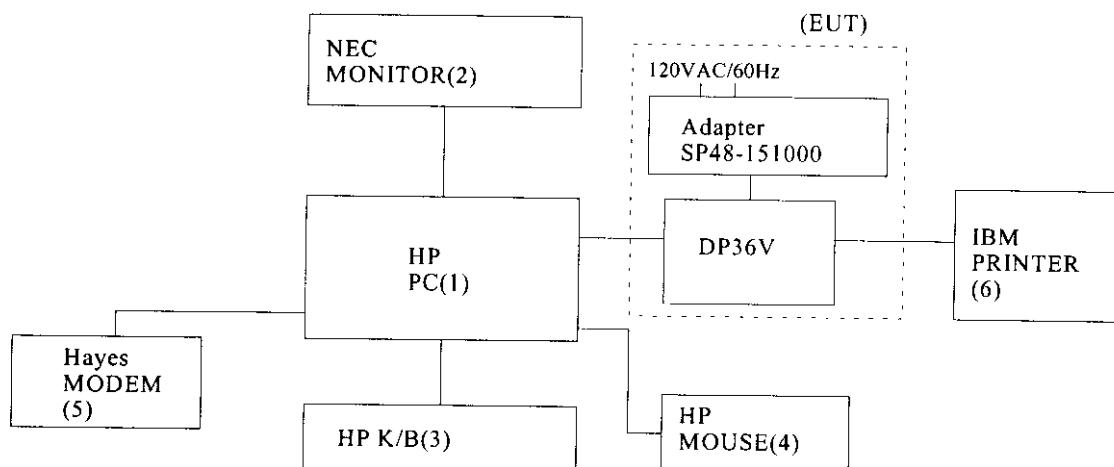 (EUT)
NEC
MONITOR(2)
120VAC/60Hz
Adapter
SP48-151000
HP
PC(1)
DP36V
IBM
PRINTER
(6)
Hayes
MODEM
(5)
HP K/B(3)
HP
MOUSE(4)